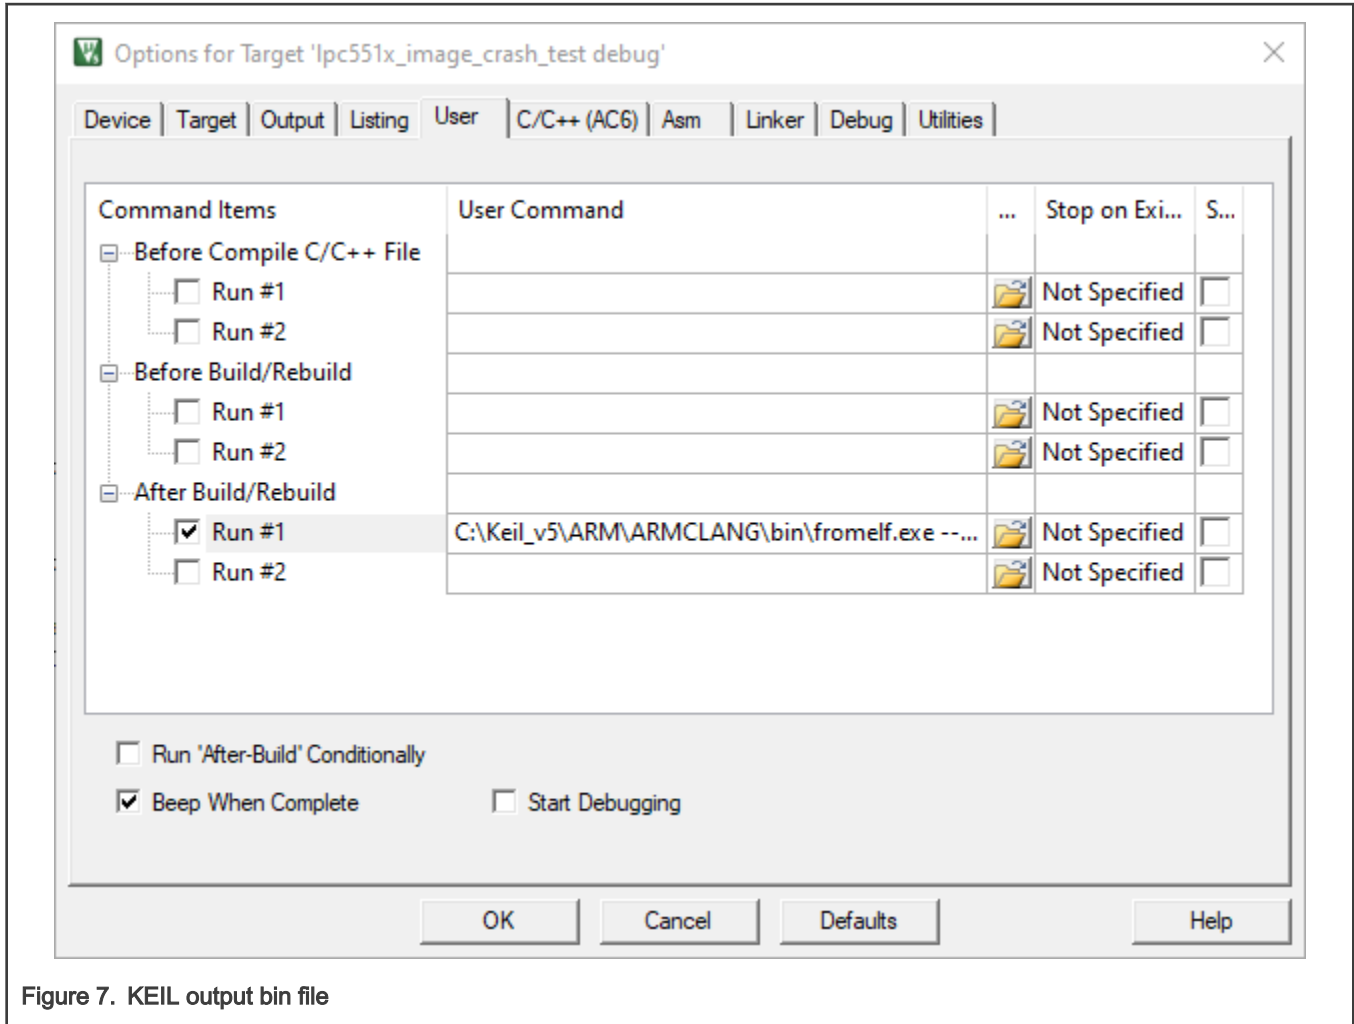 Options for Target 'lpc551x_image_crash_test debug'
Device Target Output Listing User C/C++ (AC6) Asm Linker Debug Utilities
Command Items User Command ... Stop on Exi... S...
Before Compile C/C++ File
Run #1 Not Specified
Run #2 Not Specified
Before Build/Rebuild
Run #1 Not Specified
Run #2 Not Specified
After Build/Rebuild
Run #1 C:\Keil_v5\ARM\ARMCLANG\bin\fromelf.exe --... Not Specified
Run #2 Not Specified
Run 'After-Build' Conditionally
Beep When Complete Start Debugging
OK Cancel Defaults Help
Figure 7. KEIL output bin file